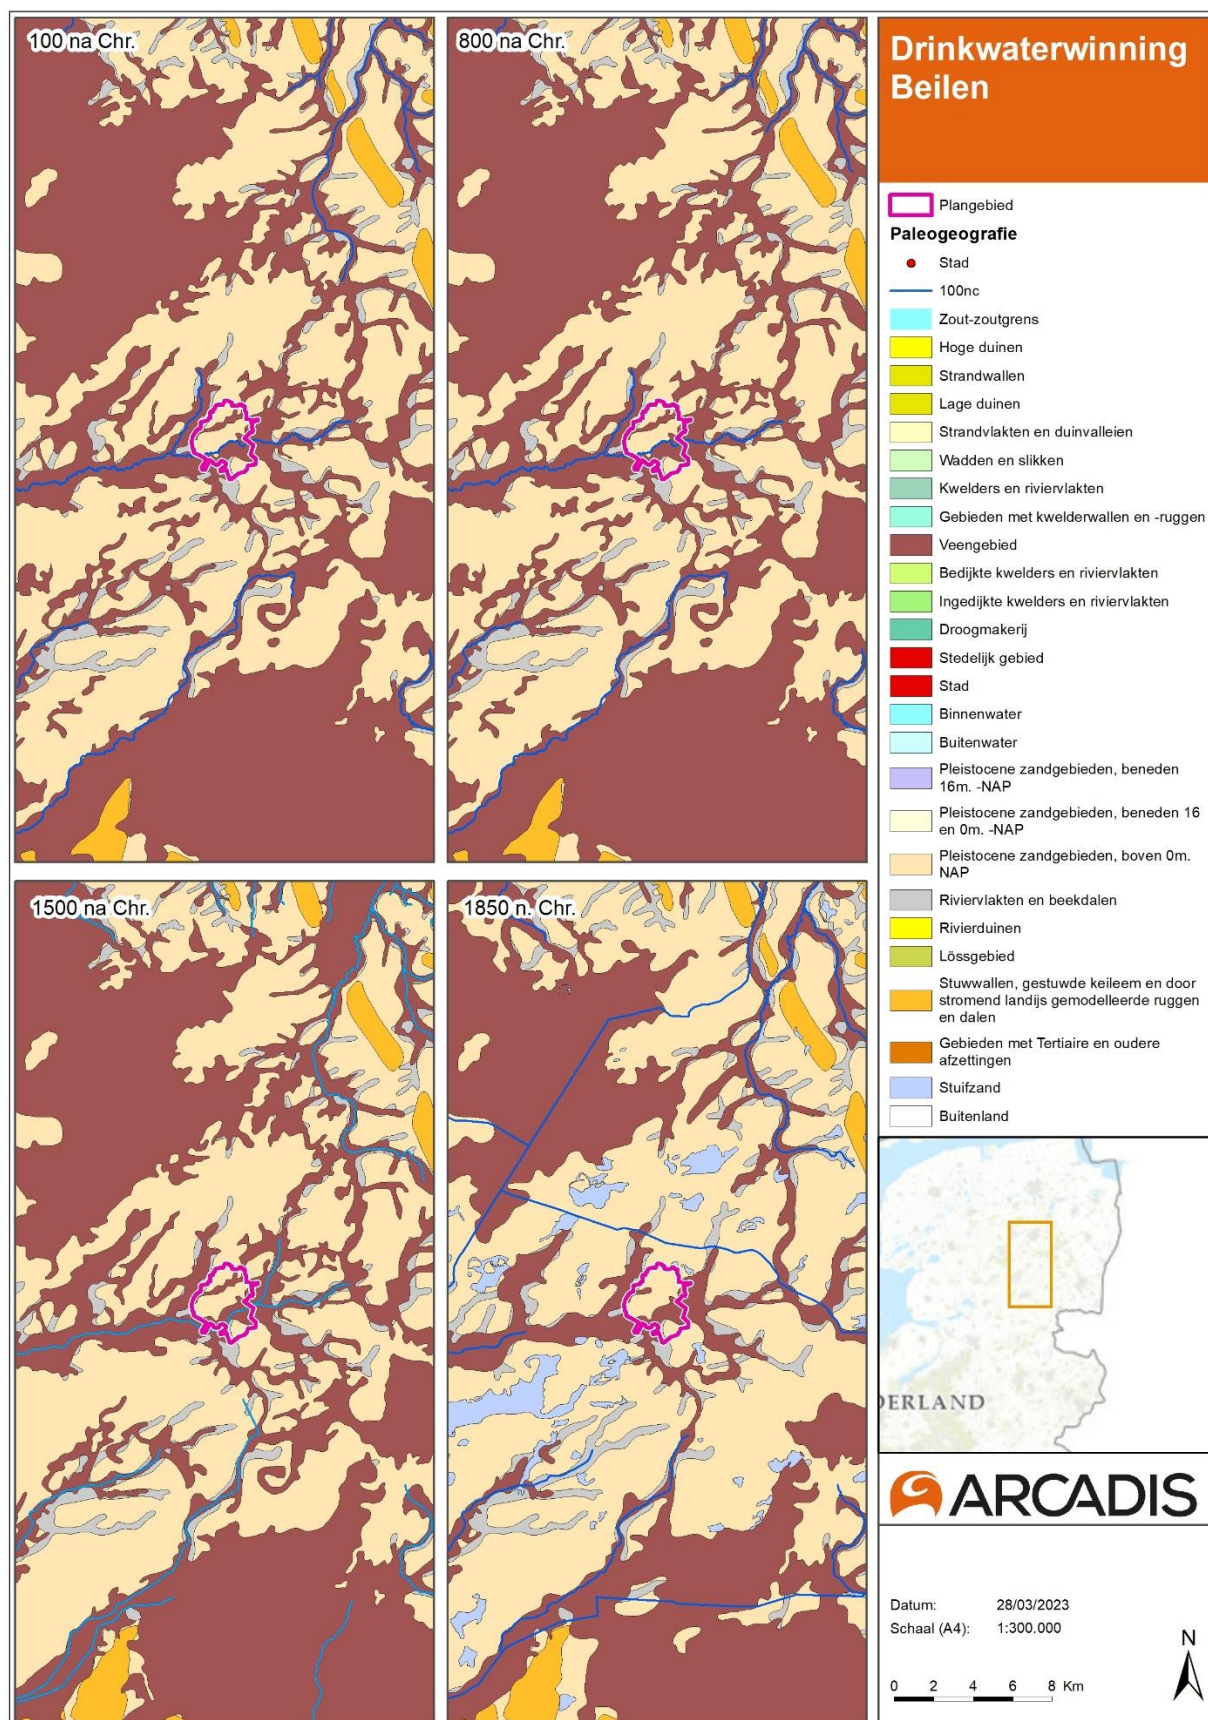 100 na Chr.
800 na Chr.
1500 na Chr.
1850 n. Chr.
Drinkwaterwinning
Beilen
Plangebied
Paleogeografie
Stad
100nc
Zout-zoutgrens
Hoge duinen
Strandwallen
Lage duinen
Strandvlakten en duinvalleien
Wadden en slikken
Kwelders en riviervlakten
Gebieden met kwelderwallen en -ruggen
Veengebied
Bedijkte kwelders en riviervlakten
Ingedijkte kwelders en riviervlakten
Droogmakerij
Stedelijk gebied
Stad
Binnenwater
Buitenwater
Pleistocene zandgebieden, beneden
16m. -NAP
Pleistocene zandgebieden, beneden 16
en 0m. -NAP
Pleistocene zandgebieden, boven 0m.
NAP
Riviervlakten en beekdalen
Rivierduinen
Lössgebied
Stuwwallen, gestuwde keileem en door
stromend landijs gemodelleerde ruggen
en dalen
Gebieden met Tertiaire en oudere
afzettingen
Stuifzand
Buitenland
DERLAND
ARCADIS
Datum: 28/03/2023
Schaal (A4): 1:300.000
N
0 2 4 6 8 Km